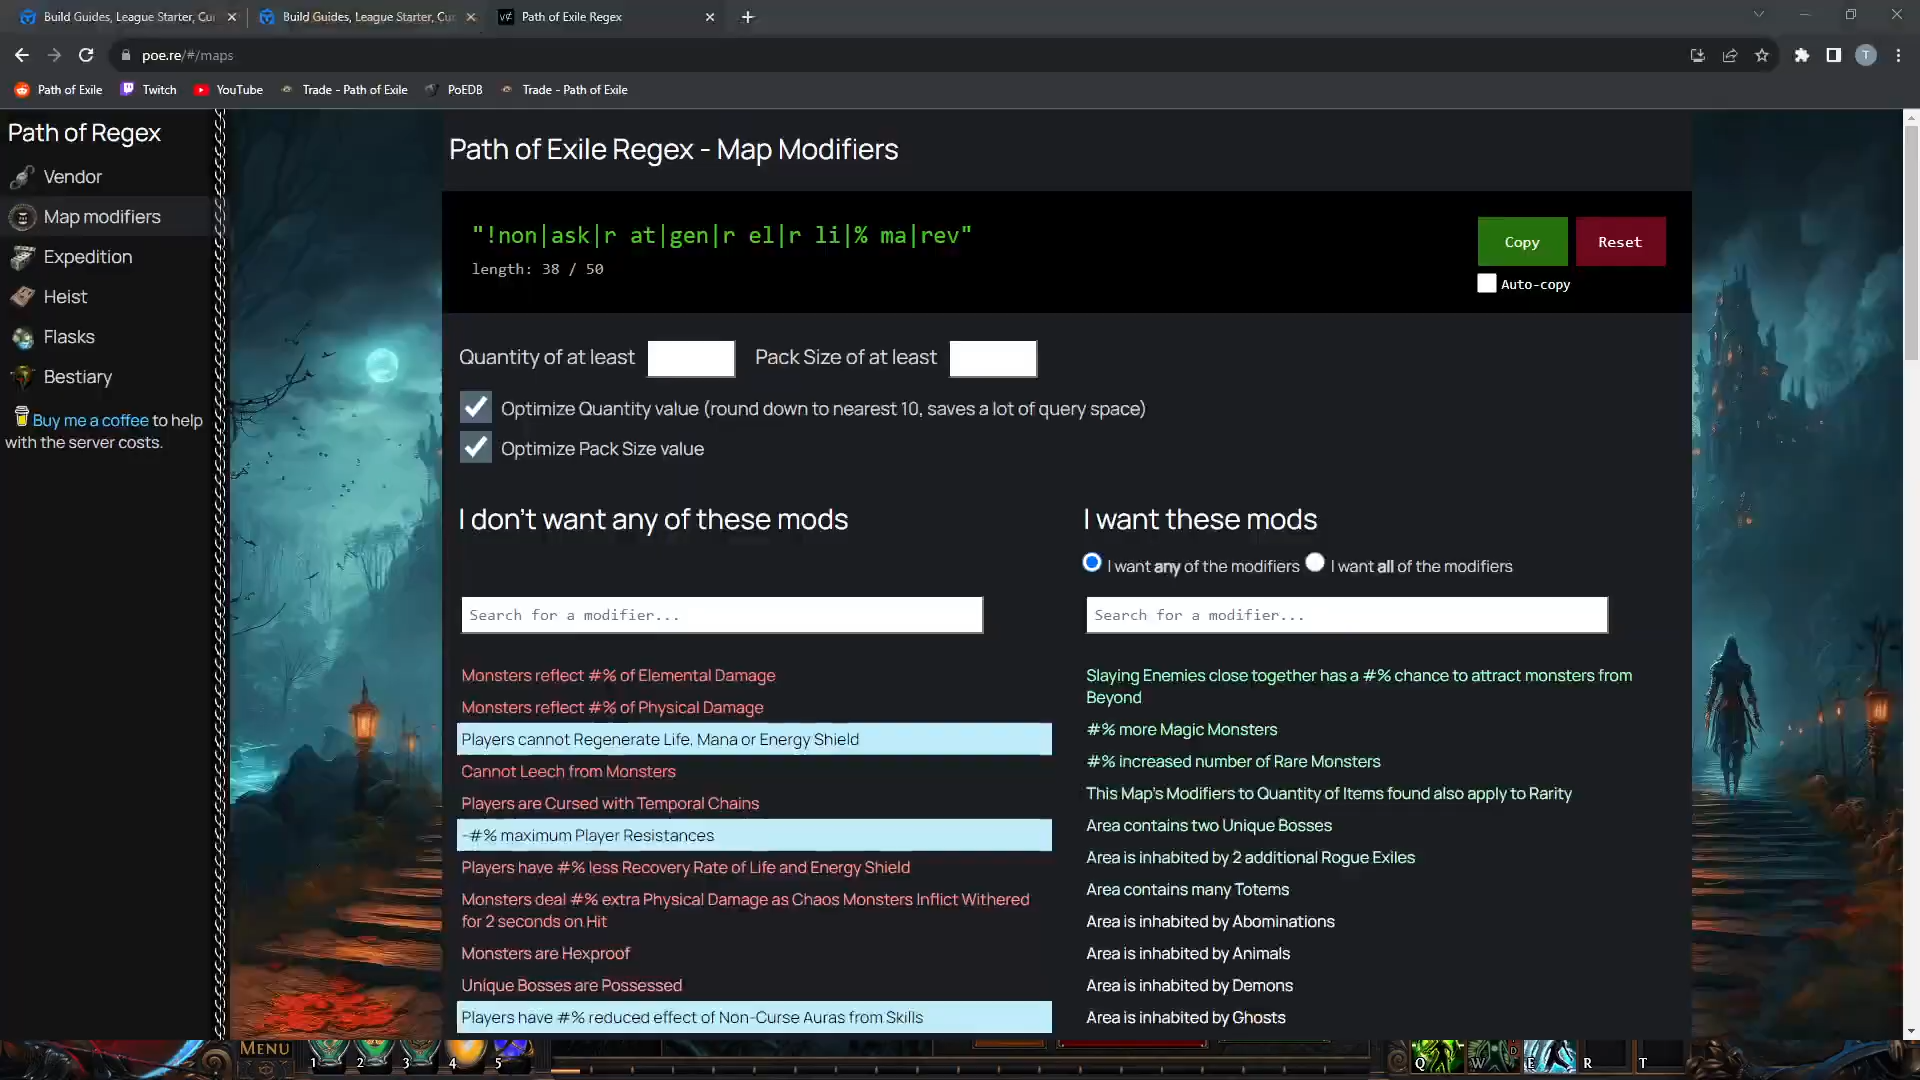 Build Guides, League Starter, Cu
Build Guides, League Starter, Cu
Path of Exile Regex
poe.re/#/maps
T
Path of Exile
Twitch
YouTube
Trade - Path of Exile
PoEDB
Trade - Path of Exile
Path of Regex
Vendor
Map modifiers
Expedition
Heist
Flasks
Bestiary
Buy me a coffee to help
with the server costs.
Path of Exile Regex - Map Modifiers
"!non|ask|r at|gen|r el|r li|% ma|rev"
length: 38 / 50
Copy
Reset
Auto-copy
Quantity of at least
Pack Size of at least
Optimize Quantity value (round down to nearest 10, saves a lot of query space)
Optimize Pack Size value
I don't want any of these mods
Search for a modifier...
Monsters reflect #% of Elemental Damage
Monsters reflect #% of Physical Damage
Players cannot Regenerate Life, Mana or Energy Shield
Cannot Leech from Monsters
Players are Cursed with Temporal Chains
-#% maximum Player Resistances
Players have #% less Recovery Rate of Life and Energy Shield
Monsters deal #% extra Physical Damage as Chaos Monsters Inflict Withered
for 2 seconds on Hit
Monsters are Hexproof
Unique Bosses are Possessed
Players have #% reduced effect of Non-Curse Auras from Skills
I want these mods
I want any of the modifiers
I want all of the modifiers
Search for a modifier...
Slaying Enemies close together has a #% chance to attract monsters from
Beyond
#% more Magic Monsters
#% increased number of Rare Monsters
This Map's Modifiers to Quantity of Items found also apply to Rarity
Area contains two Unique Bosses
Area is inhabited by 2 additional Rogue Exiles
Area contains many Totems
Area is inhabited by Abominations
Area is inhabited by Animals
Area is inhabited by Demons
Area is inhabited by Ghosts
MENU
1 2 3 4 5
Q W E R T